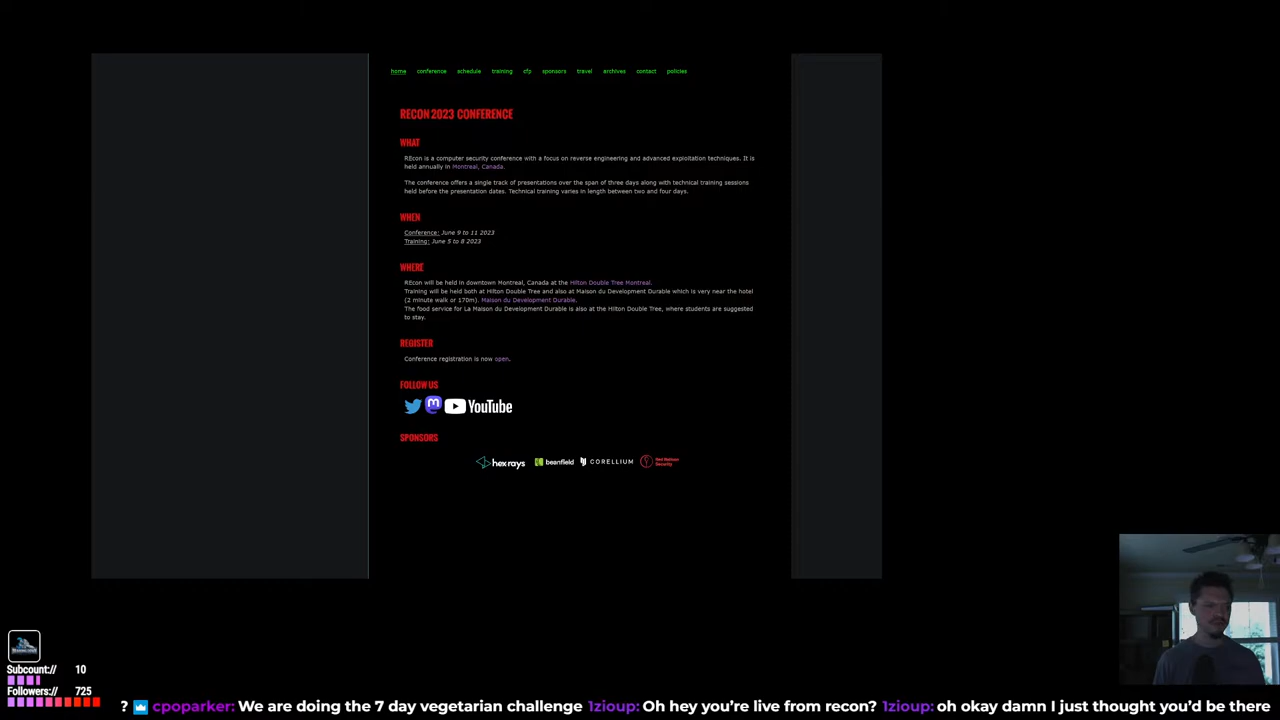 home conference schedule training cfp sponsors travel archives contact policies
RECON 2023 CONFERENCE
WHAT
REcon is a computer security conference with a focus on reverse engineering and advanced exploitation techniques. It is
held annually in Montreal, Canada.
The conference offers a single track of presentations over the span of three days along with technical training sessions
held before the presentation dates. Technical training varies in length between two and four days.
WHEN
Conference: June 9 to 11 2023
Training: June 5 to 8 2023
WHERE
REcon will be held in downtown Montreal, Canada at the Hilton Double Tree Montreal.
Training will be held both at Hilton Double Tree and also at Maison du Development Durable which is very near the hotel
(2 minute walk or 170m). Maison du Development Durable.
The food service for La Maison du Development Durable is also at the Hilton Double Tree, where students are suggested
to stay.
REGISTER
Conference registration is now open.
FOLLOW US
YouTube
SPONSORS
hex rays beanfield CORELLIUM
Security
Subcount:// 10
Followers:// 725
? cpoparker: We are doing the 7 day vegetarian challenge 1zioup: Oh hey you're live from recon? 1zioup: oh okay damn I just thought you'd be there